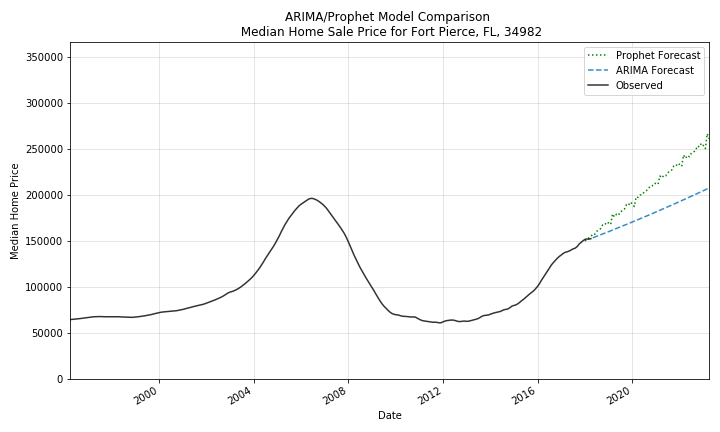 ARIMA/Prophet Model Comparison
Median Home Sale Price for Fort Pierce, FL, 34982
Prophet Forecast
ARIMA Forecast
Observed
350000
300000
250000
200000
150000
100000
50000
0
Median Home Price
2000
2004
2008
2012
2016
2020
Date